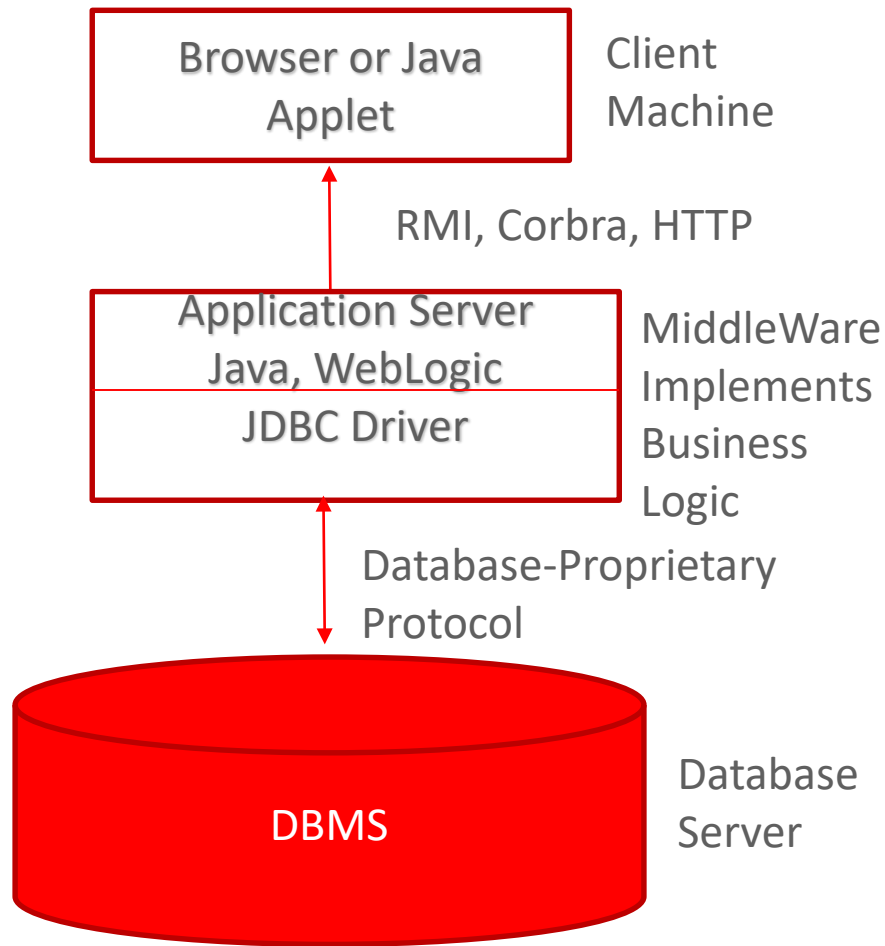 Browser or Java
Applet
Client
Machine
RMI, Corbra, HTTP
Application Server
Java, WebLogic
JDBC Driver
MiddleWare
Implements
Business
Logic
Database-Proprietary
Protocol
DBMS
Database
Server